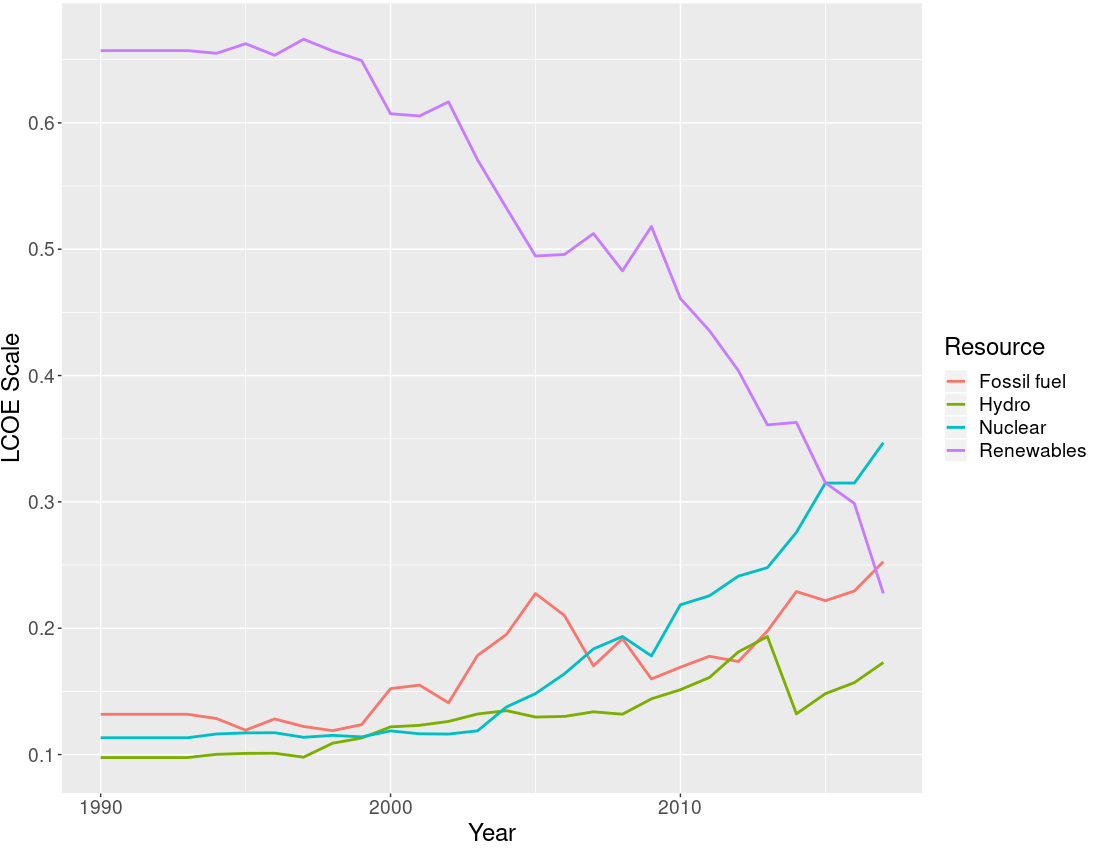 0.6
0.5
0.4
0.3
0.2
0.1
LCOE Scale
1990 2000 2010
Year
Resource
Fossil fuel
Hydro
Nuclear
Renewables